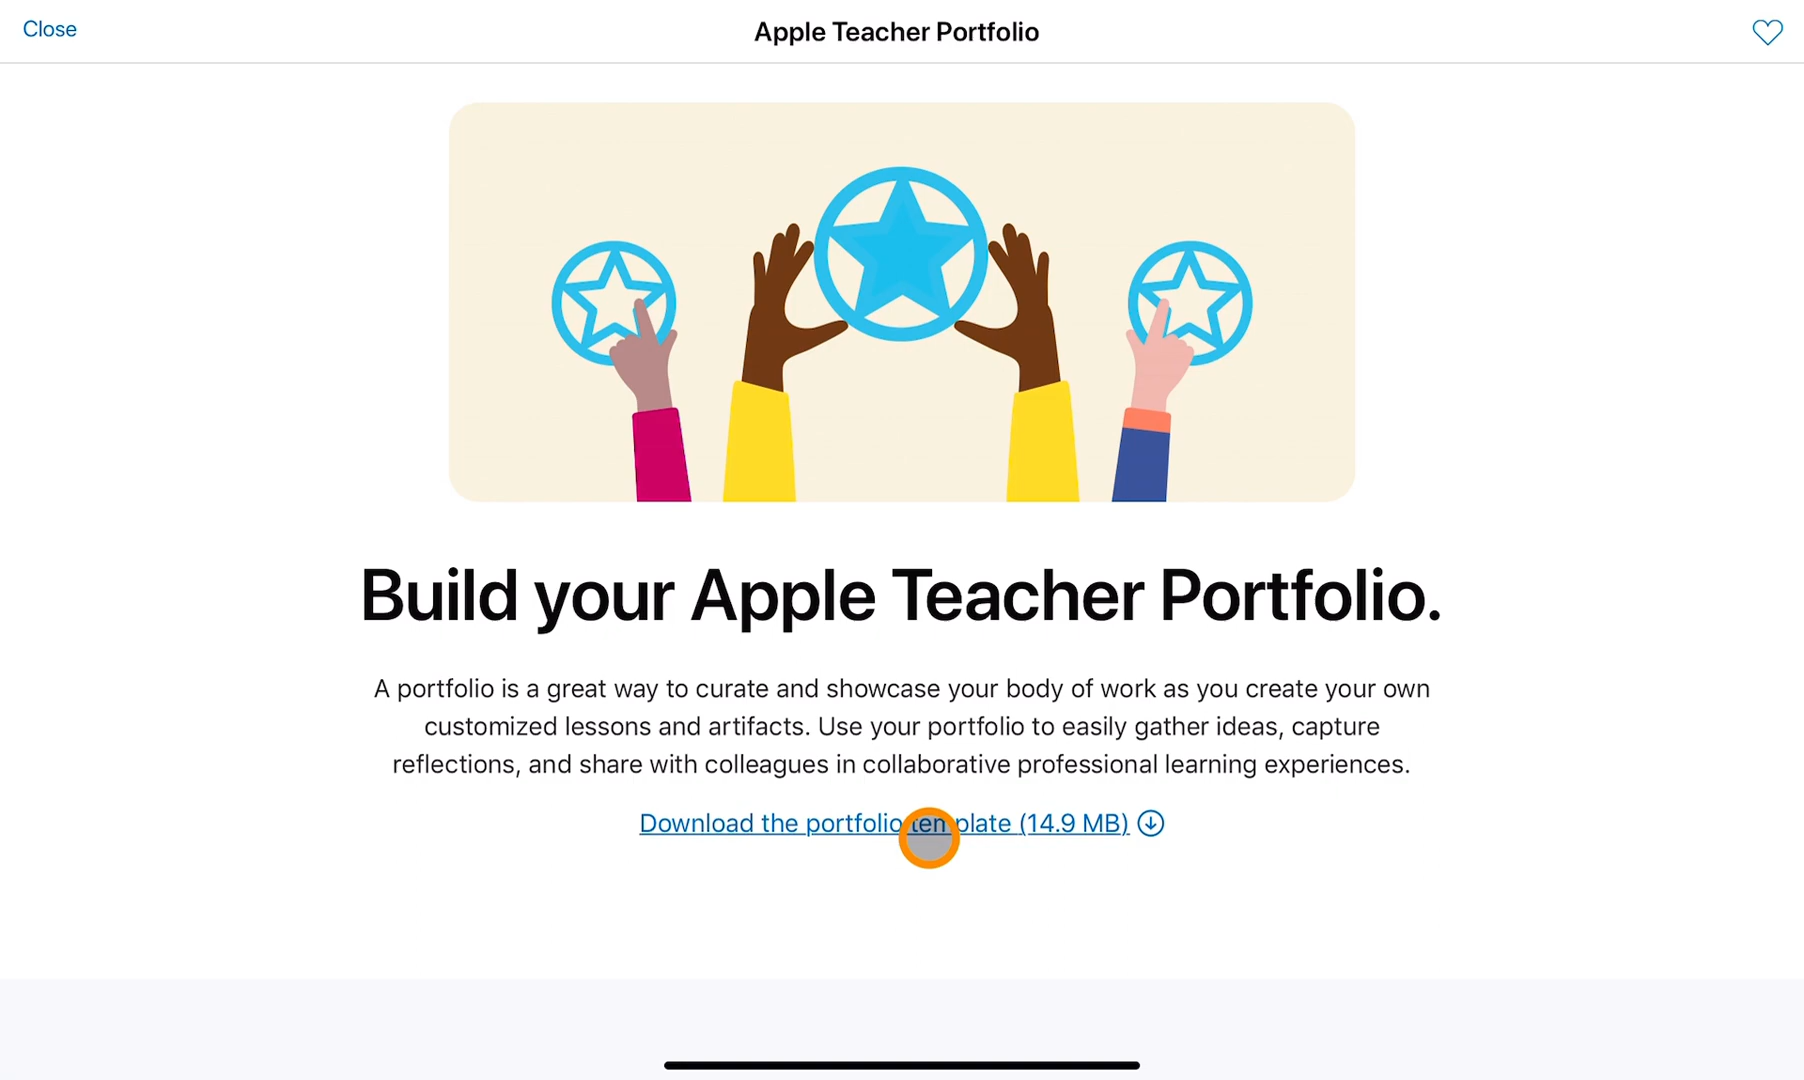 Close
Apple Teacher Portfolio
Build your Apple Teacher Portfolio.
A portfolio is a great way to curate and showcase your body of work as you create your own
customized lessons and artifacts. Use your portfolio to easily gather ideas, capture
reflections, and share with colleagues in collaborative professional learning experiences.
Download the portfolio template (14.9 MB)